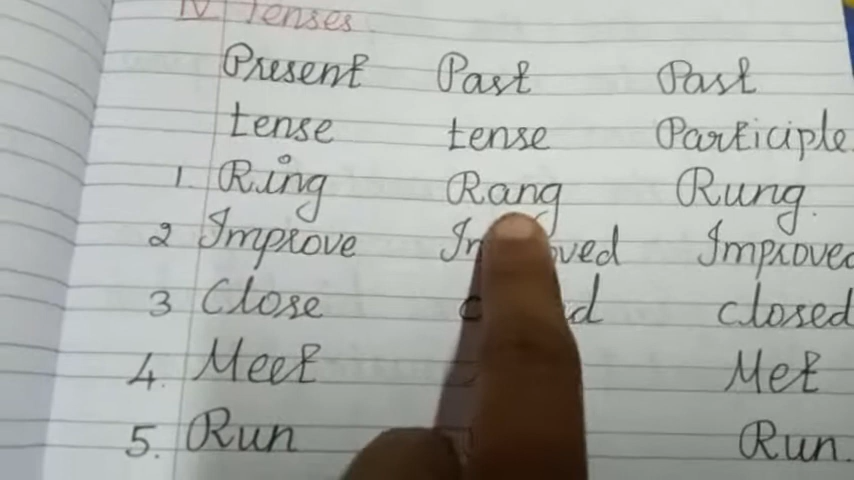 IV Tenses
Present Past Past
tense tense Participle
1. Ring Rang Rung.
2 Improve Improved
3 Close closed
4. Meet Met
5. Run Run.